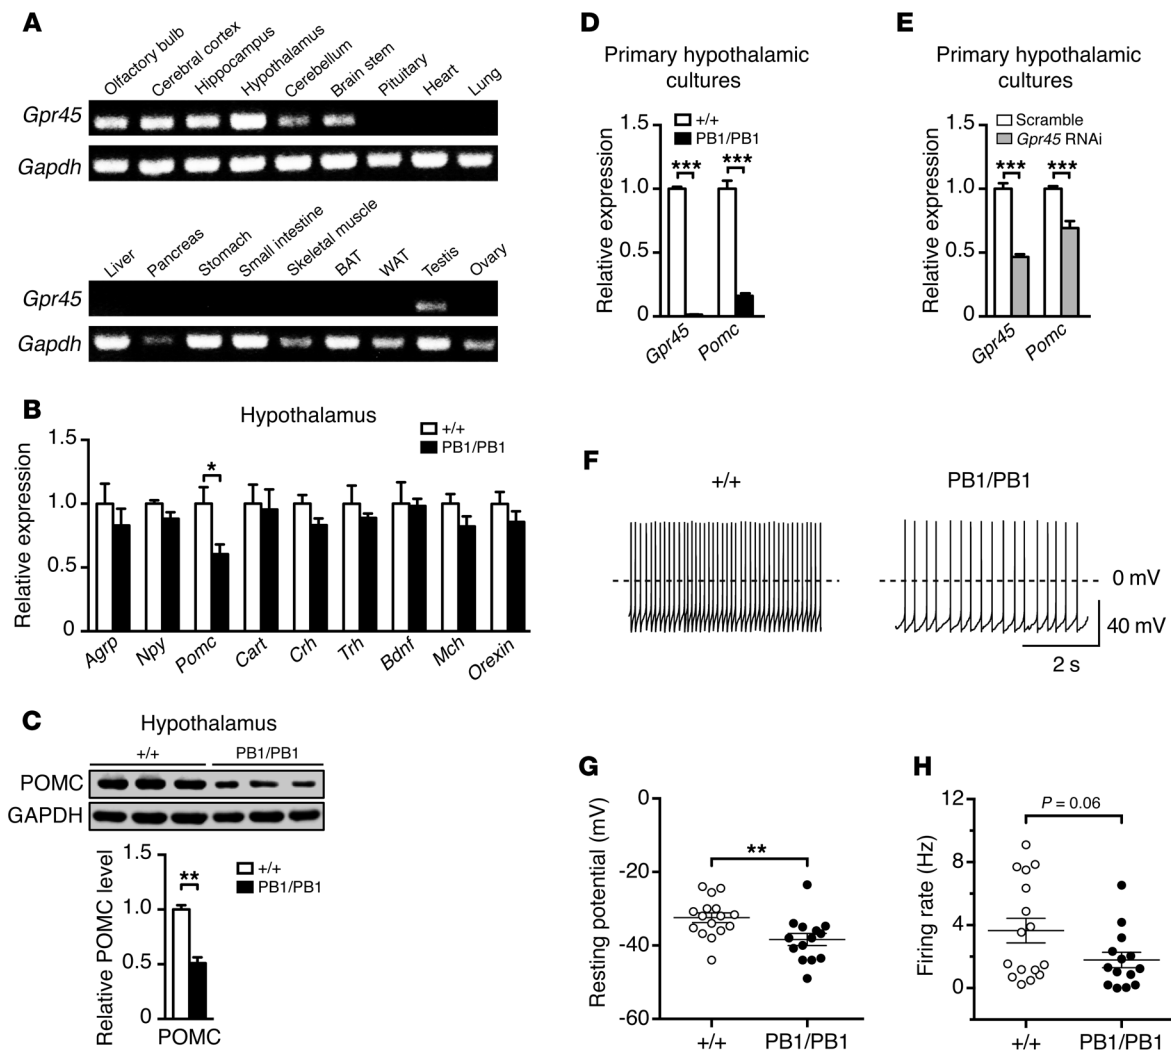 A
Olfactory bulb
Cerebral cortex
Hippocampus
Hypothalamus
Cerebellum
Brain stem
Pituitary
Heart
Lung
Gpr45
Gapdh
Liver
Pancreas
Stomach
Small intestine
Skeletal muscle
BAT
WAT
Testis
Ovary
Gpr45
Gapdh
B
Hypothalamus
+/+
PB1/PB1
Relative expression
1.5
1.0
0.5
0
*
Agrp
Npy
Pomc
Cart
Crh
Trh
Bdnf
Mch
Orexin
C
Hypothalamus
+/+
PB1/PB1
POMC
GAPDH
Relative POMC level
1.5
1.0
0.5
0
**
+/+
PB1/PB1
POMC
D
Primary hypothalamic
cultures
+/+
PB1/PB1
Relative expression
1.5
1.0
0.5
0
***
***
Gpr45
Pomc
E
Primary hypothalamic
cultures
Scramble
Gpr45 RNAi
Relative expression
1.5
1.0
0.5
0
***
***
Gpr45
Pomc
F
+/+
PB1/PB1
0 mV
40 mV
2 s
G
Resting potential (mV)
0
-20
-40
-60
**
+/+
PB1/PB1
H
Firing rate (Hz)
12
8
4
0
P = 0.06
+/+
PB1/PB1